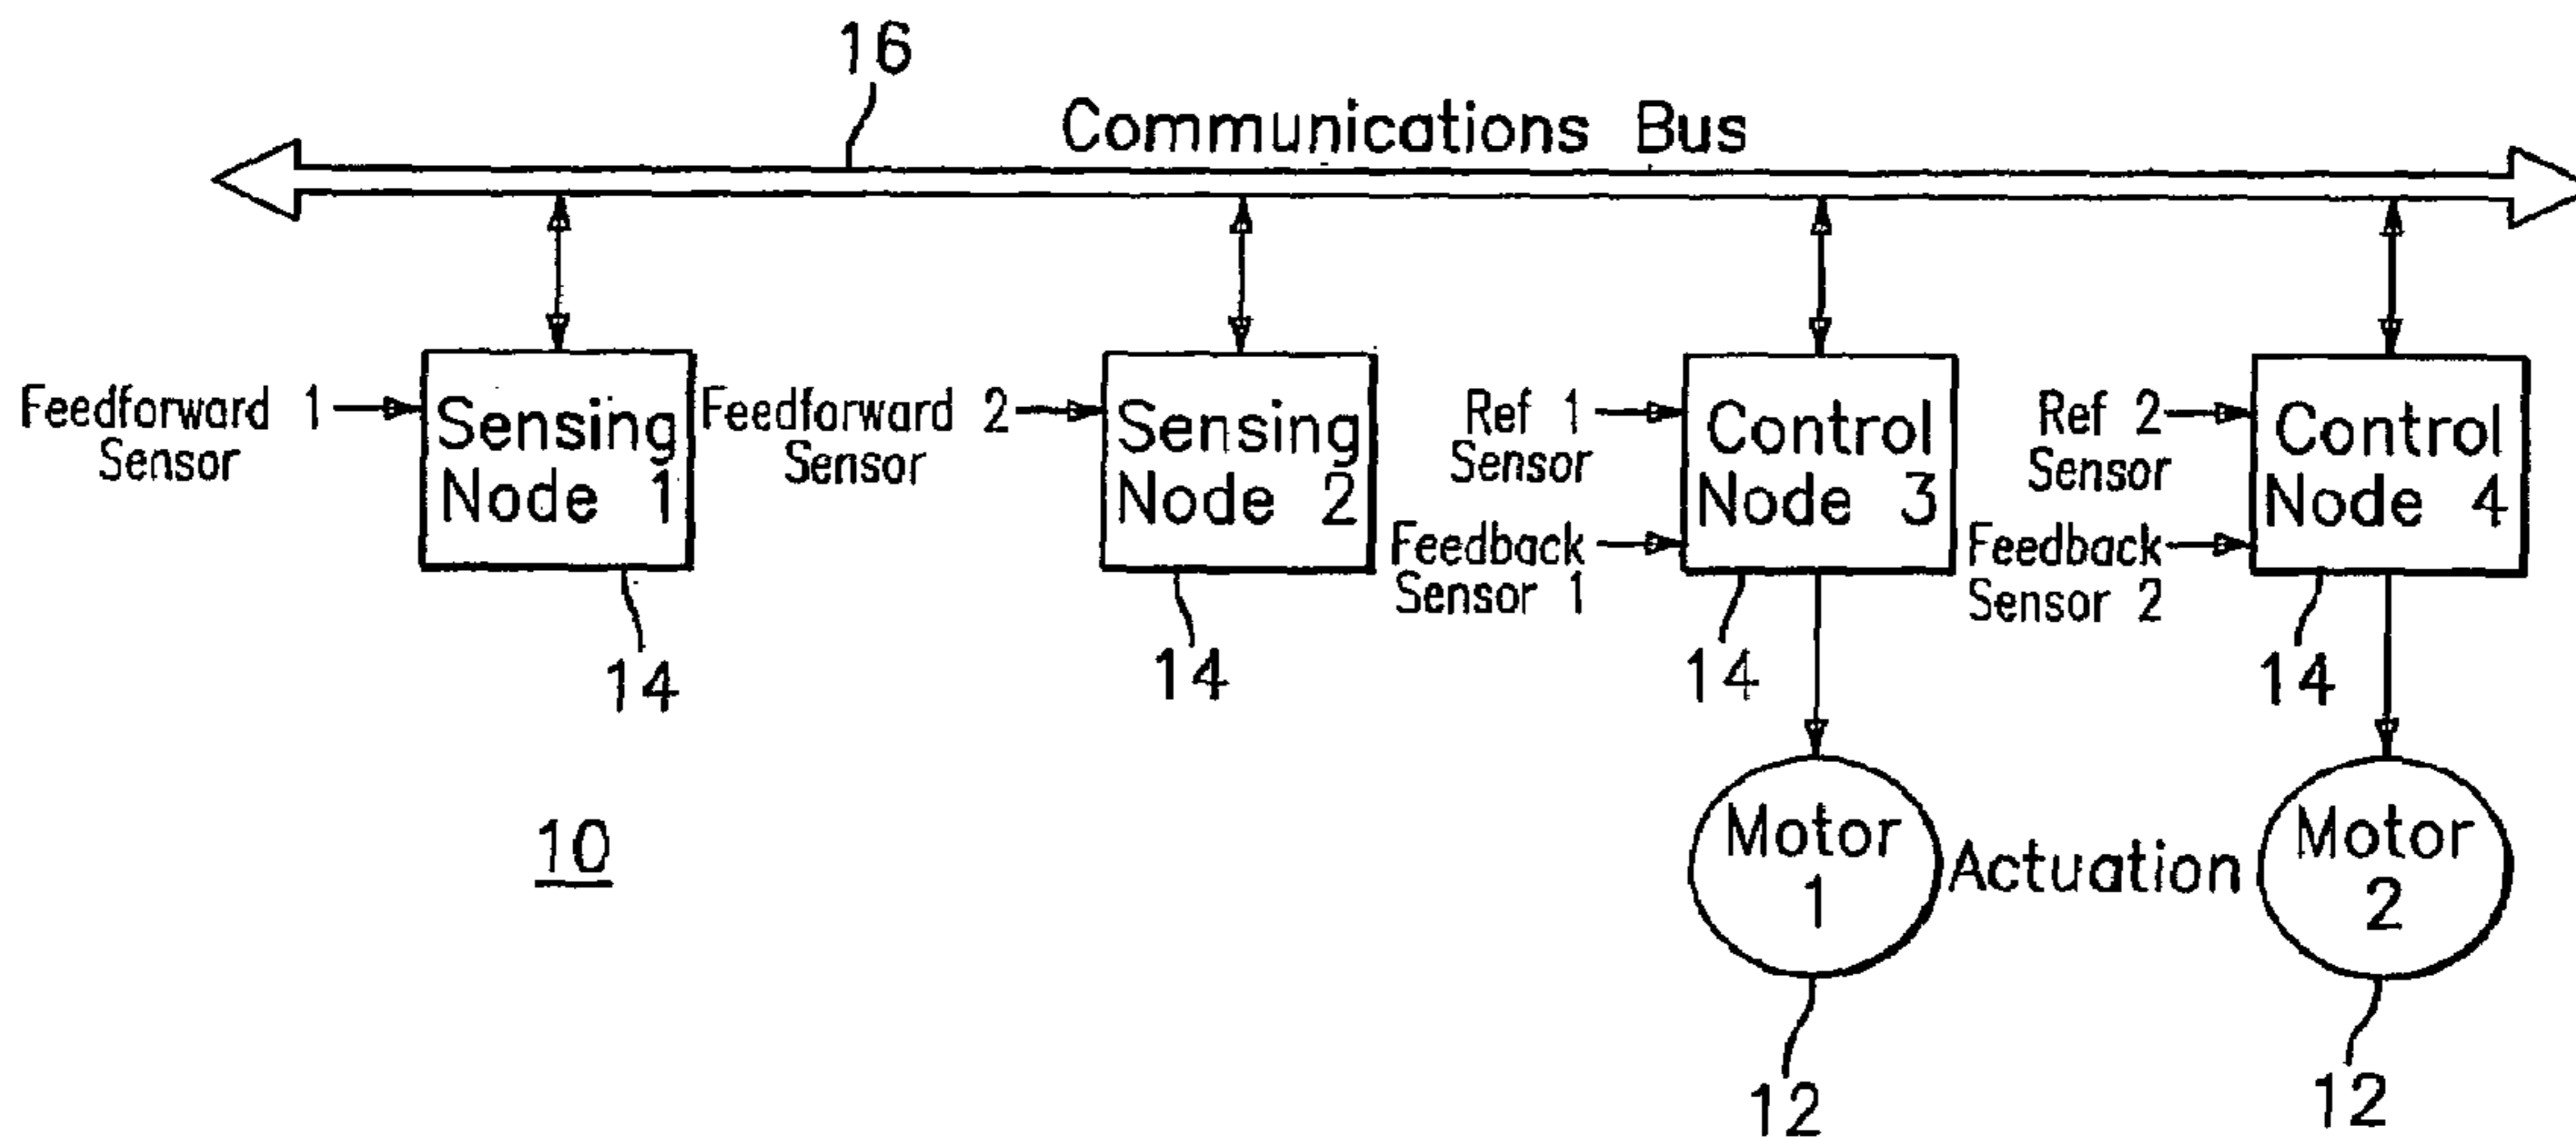 16
Communications Bus
Feedforward 1
Sensor
Sensing
Node 1
Feedforward 2
Sensor
Sensing
Node 2
Ref 1
Sensor
Feedback
Sensor 1
Control
Node 3
Ref 2
Sensor
Feedback
Sensor 2
Control
Node 4
14
14
14
14
10
Motor
1
Actuation
Motor
2
12
12